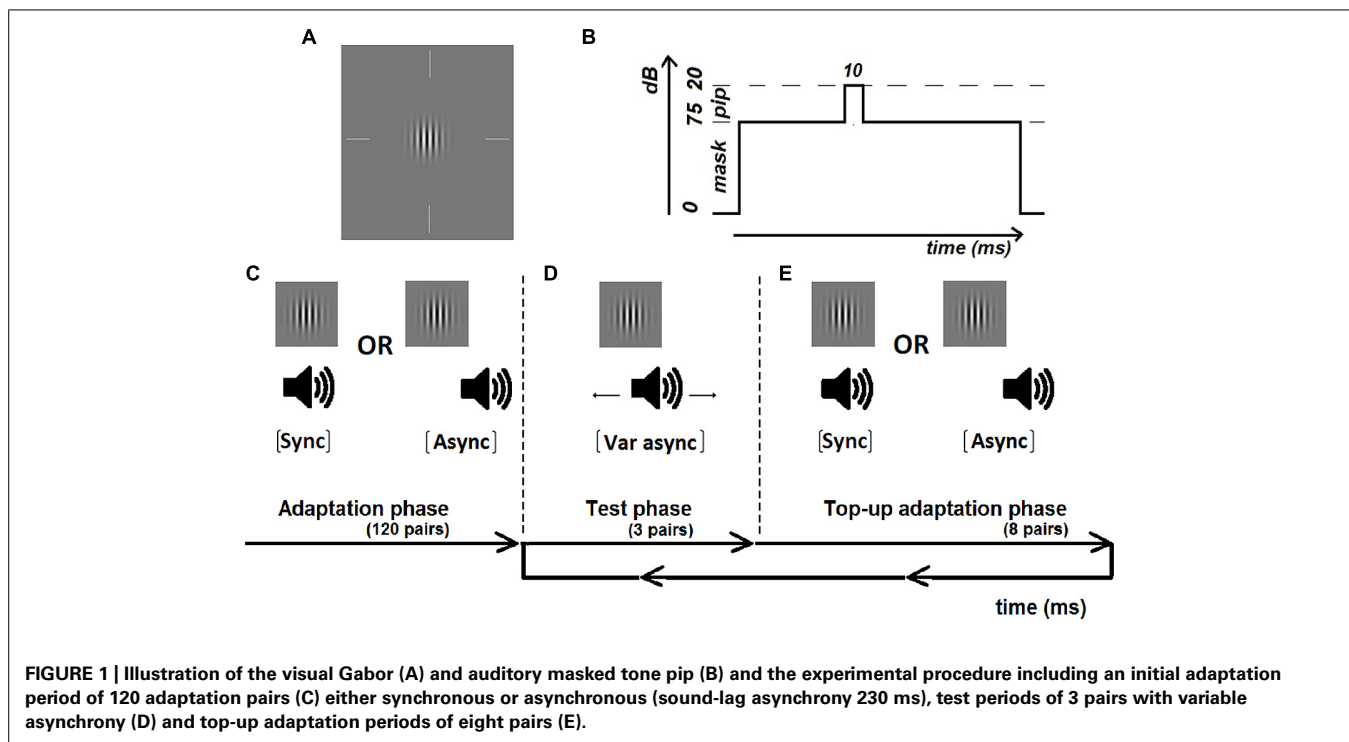 A
B
dB
20
pip
75
mask
0
10
time (ms)
C
D
E
OR
OR
[Sync]
[Async]
[Var async]
[Sync]
[Async]
Adaptation phase
(120 pairs)
Test phase
(3 pairs)
Top-up adaptation phase
(8 pairs)
time (ms)
FIGURE 1 | Illustration of the visual Gabor (A) and auditory masked tone pip (B) and the experimental procedure including an initial adaptation
period of 120 adaptation pairs (C) either synchronous or asynchronous (sound-lag asynchrony 230 ms), test periods of 3 pairs with variable
asynchrony (D) and top-up adaptation periods of eight pairs (E).